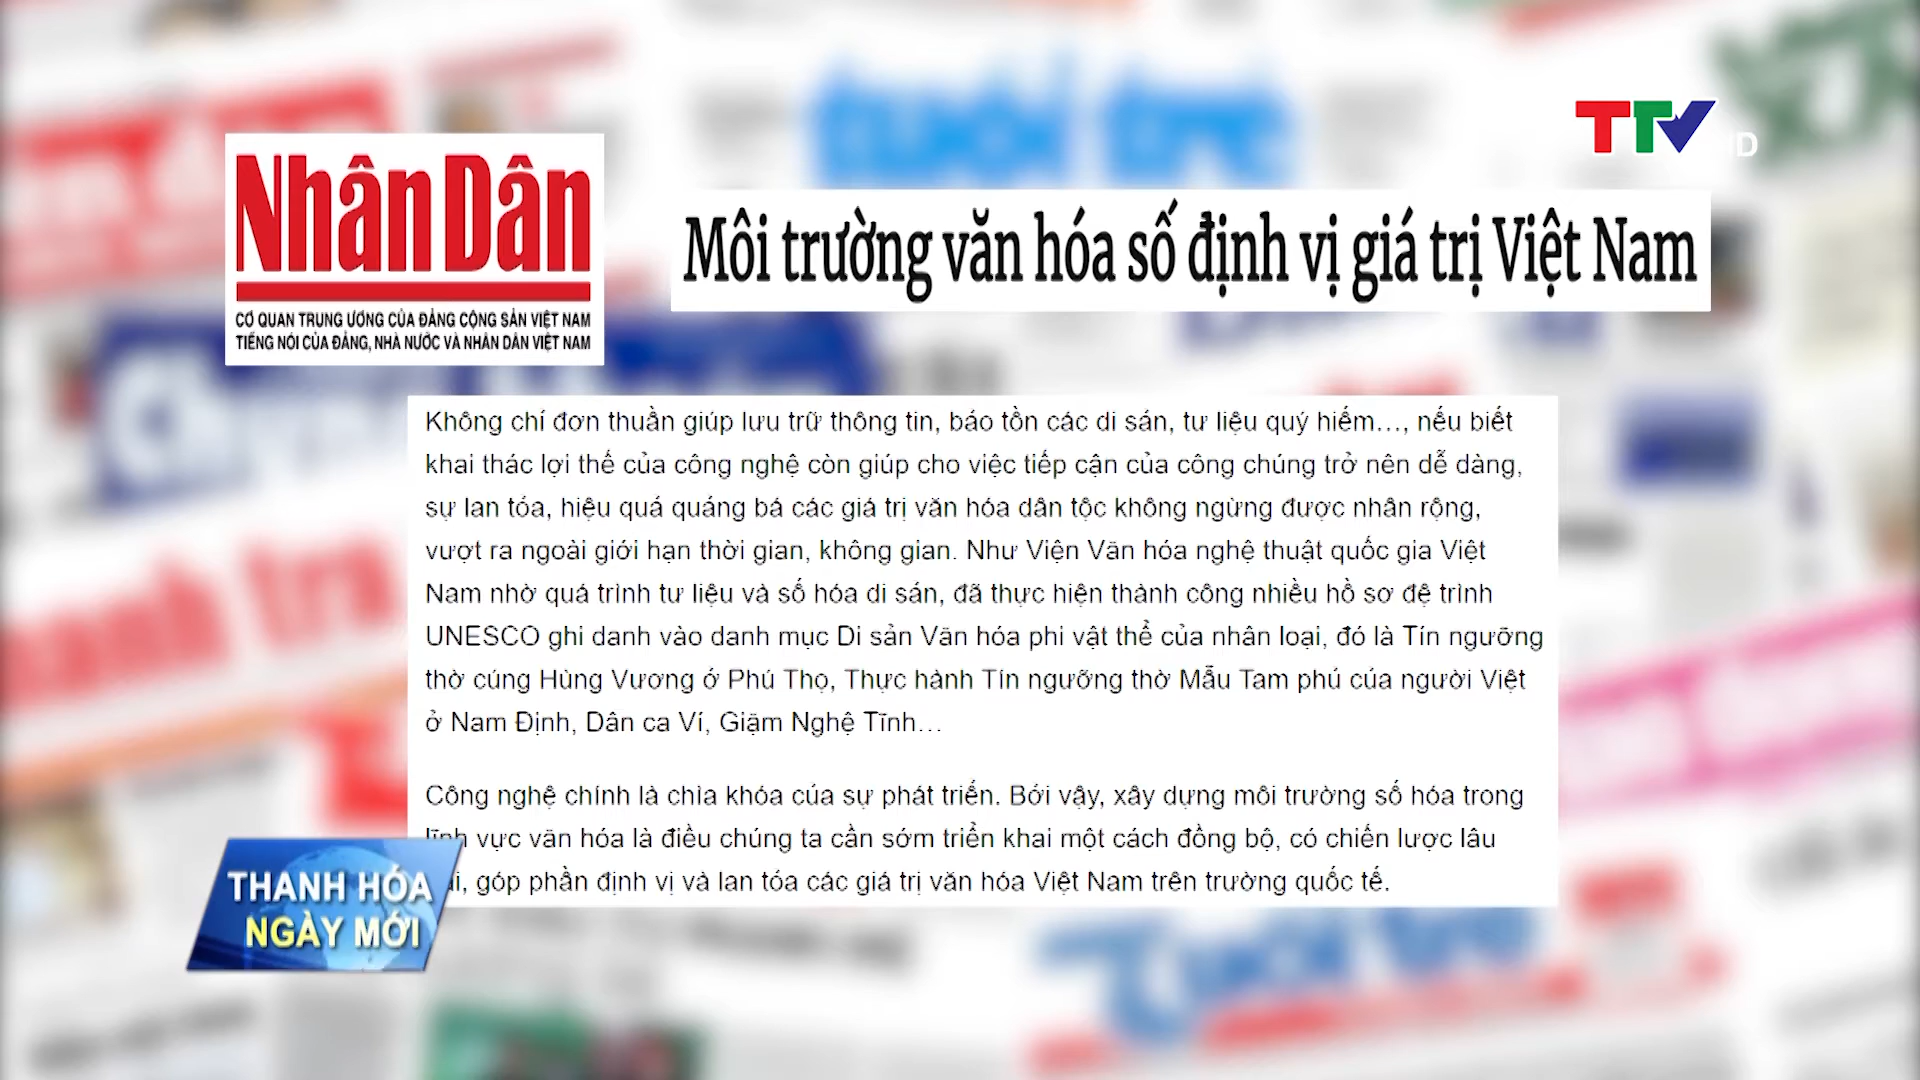 TTV
Nhân Dân
CƠ QUAN TRUNG ƯƠNG CỦA ĐẢNG CỘNG SẢN VIỆT NAM
TIẾNG NÓI CỦA ĐẢNG, NHÀ NƯỚC VÀ NHÂN DÂN VIỆT NAM
Môi trường văn hóa số định vị giá trị Việt Nam
Không chỉ đơn thuần giúp lưu trữ thông tin, bảo tồn các di sản, tư liệu quý hiếm..., nếu biết
khai thác lợi thế của công nghệ còn giúp cho việc tiếp cận của công chúng trở nên dễ dàng,
sự lan tỏa, hiệu quả quảng bá các giá trị văn hóa dân tộc không ngừng được nhân rộng,
vượt ra ngoài giới hạn thời gian, không gian. Như Viện Văn hóa nghệ thuật quốc gia Việt
Nam nhờ quá trình tư liệu và số hóa di sản, đã thực hiện thành công nhiều hồ sơ đệ trình
UNESCO ghi danh vào danh mục Di sản Văn hóa phi vật thể của nhân loại, đó là Tín ngưỡng
thờ cúng Hùng Vương ở Phú Thọ, Thực hành Tín ngưỡng thờ Mẫu Tam phủ của người Việt
ở Nam Định, Dân ca Ví, Giặm Nghệ Tĩnh...
Công nghệ chính là chìa khóa của sự phát triển. Bởi vậy, xây dựng môi trường số hóa trong
vực văn hóa là điều chúng ta cần sớm triển khai một cách đồng bộ, có chiến lược lâu
góp phần định vị và lan tỏa các giá trị văn hóa Việt Nam trên trường quốc tế.
THANH HÓA
NGÀY MỚI